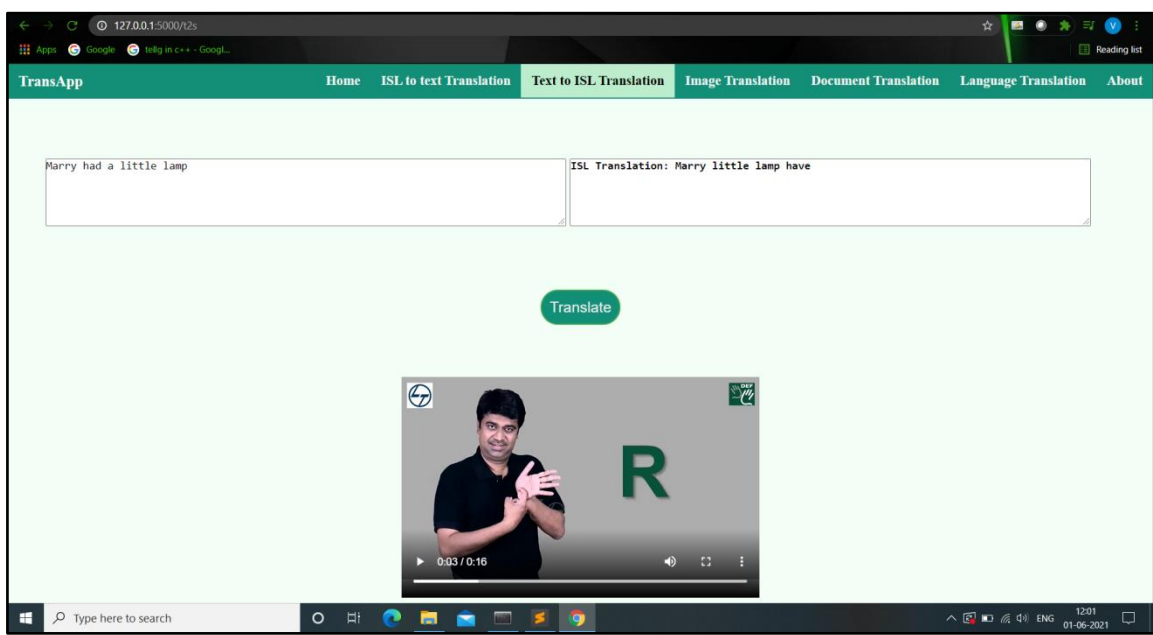 127.0.0.1:5000/t2s
V
Apps Google tellg in c++ - Googl... Reading list
TransApp Home ISL to text Translation Text to ISL Translation Image Translation Document Translation Language Translation About
Marry had a little lamp
ISL Translation: Marry little lamp have
Translate
DEF
R
0:03 / 0:16
Type here to search
ENG
12:01
01-06-2021